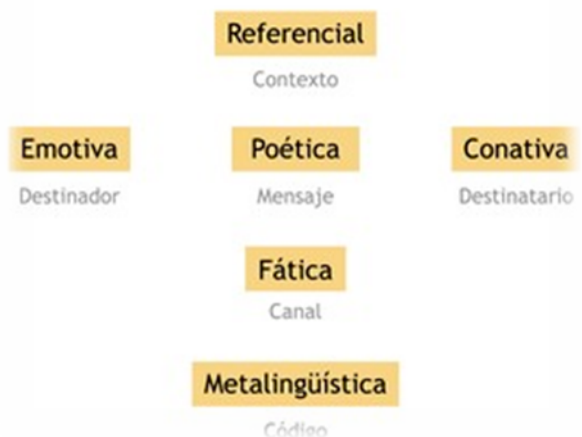 Referencial
Contexto
Emotiva Poética Conativa
Destinador Mensaje Destinatario
Fática
Canal
Metalingüística
Código